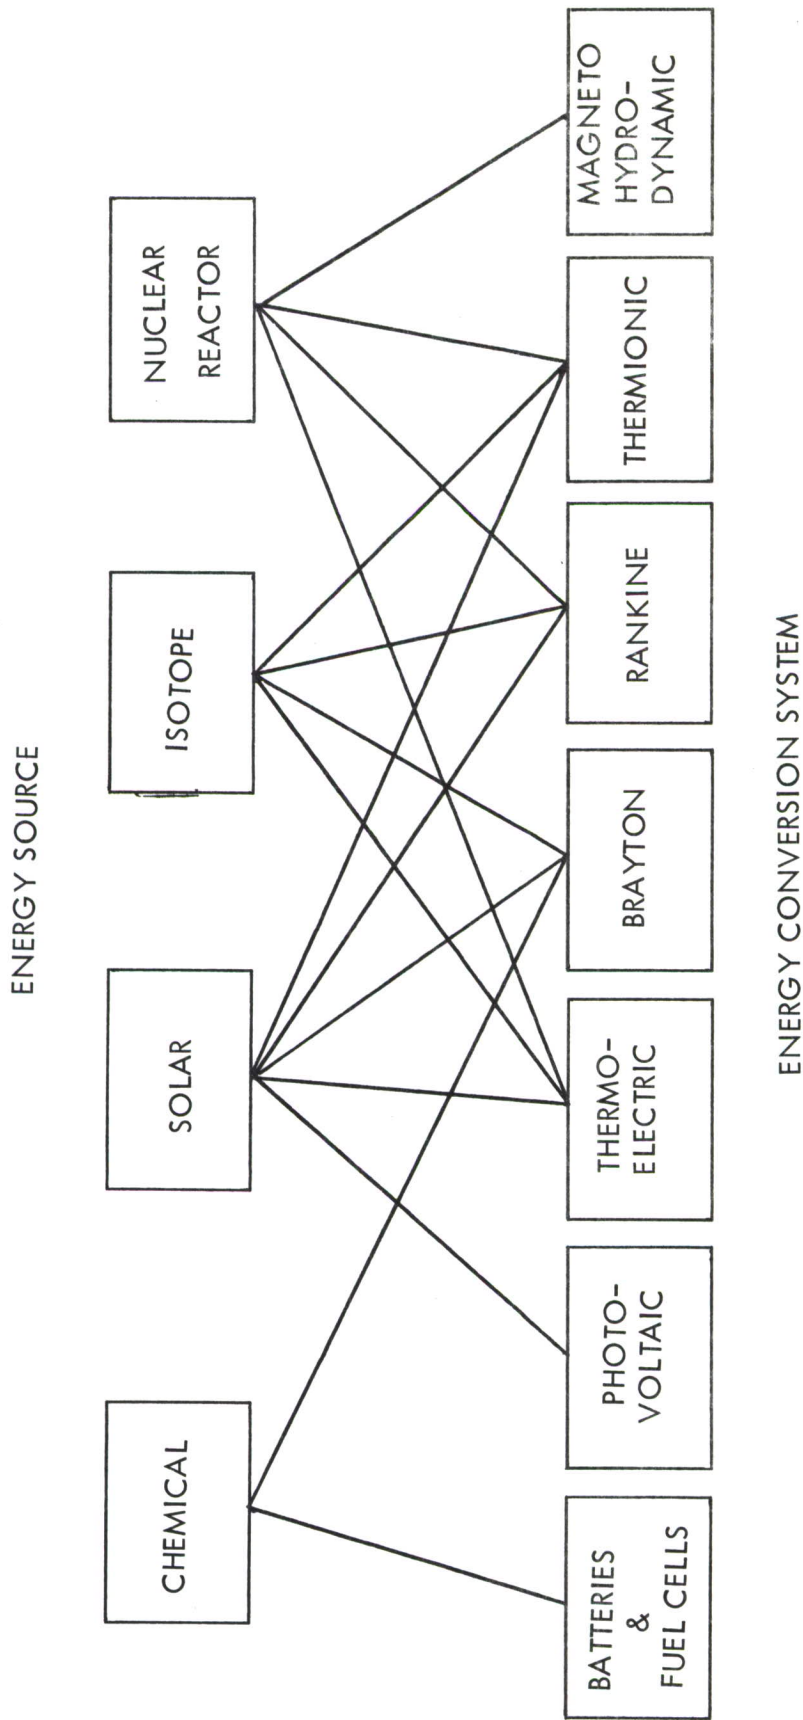 ENERGY SOURCE
CHEMICAL
SOLAR
ISOTOPE
NUCLEAR
REACTOR
BATTERIES
&
FUEL CELLS
PHOTO-
VOLTAIC
THERMO-
ELECTRIC
BRAYTON
RANKINE
THERMIONIC
MAGNETO
HYDRO-
DYNAMIC
ENERGY CONVERSION SYSTEM